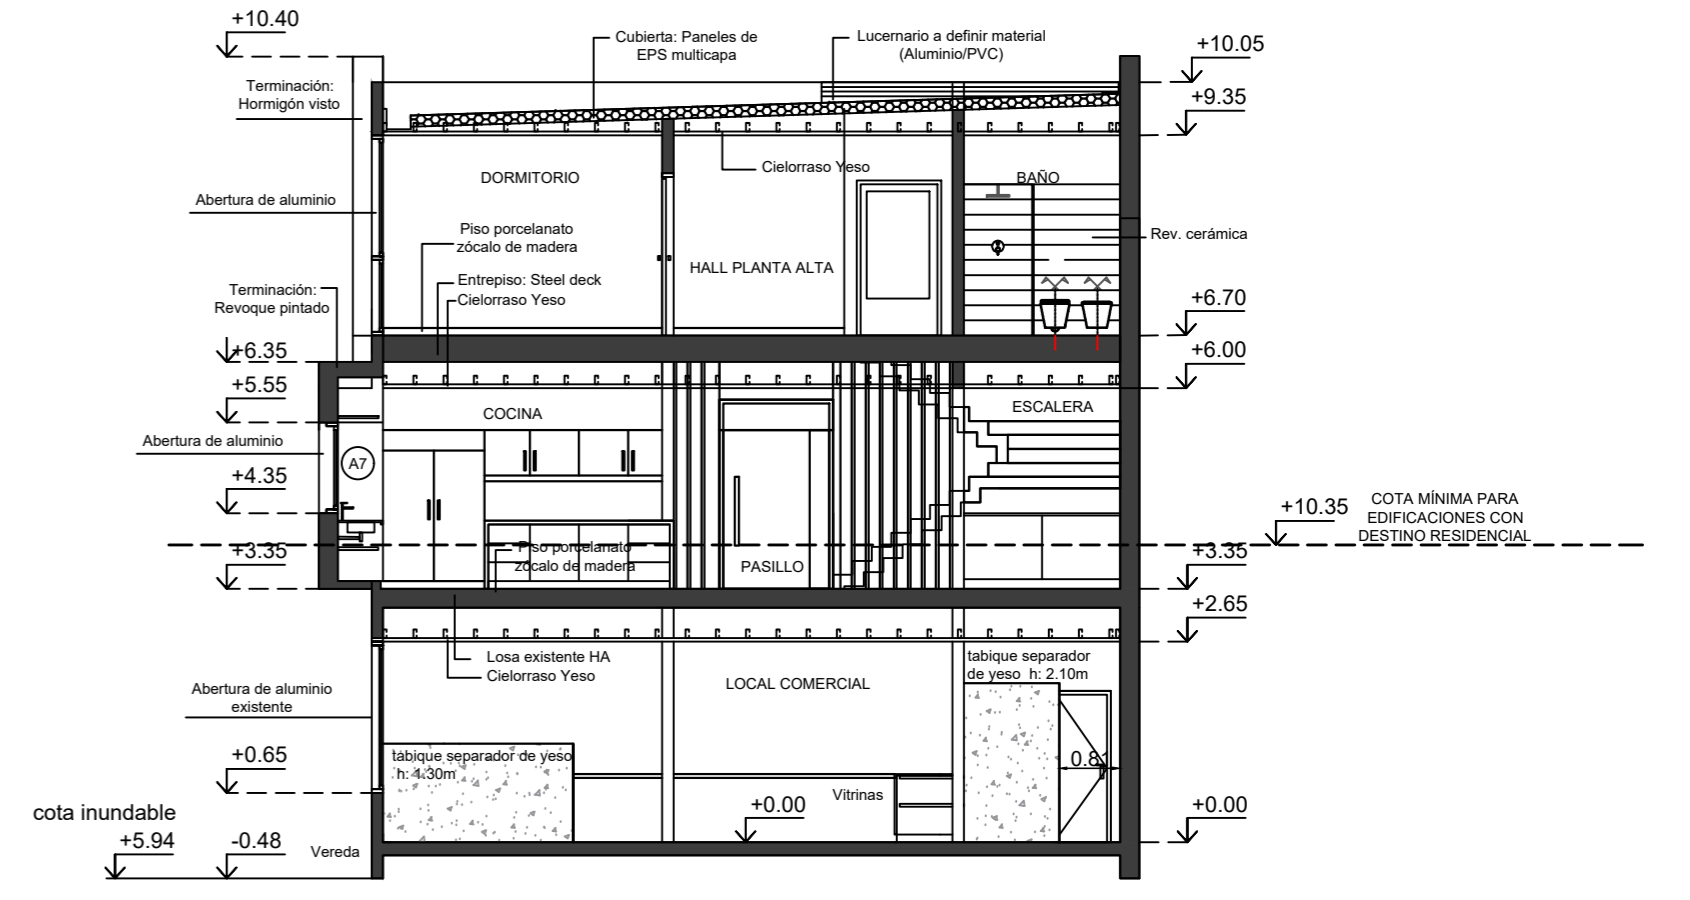 +10.40
Cubierta: Paneles de
EPS multicapa
Lucernario a definir material
(Aluminio/PVC)
+10.05
Terminación:
Hormigón visto
+9.35
Cielorraso Yeso
DORMITORIO
BAÑO
Abertura de aluminio
Piso porcelanato
zócalo de madera
Rev. cerámica
HALL PLANTA ALTA
Entrepiso: Steel deck
Cielorraso Yeso
Terminación:
Revoque pintado
+6.70
+6.35
+6.00
+5.55
COCINA
ESCALERA
Abertura de aluminio
A7
+4.35
+10.35
COTA MÍNIMA PARA
EDIFICACIONES CON
DESTINO RESIDENCIAL
+3.35
Piso porcelanato
zócalo de madera
PASILLO
+3.35
+2.65
Losa existente HA
Cielorraso Yeso
LOCAL COMERCIAL
tabique separador
de yeso h: 2.10m
Abertura de aluminio
existente
+0.65
tabique separador de yeso
h: 1.30m
0.81
Vitrinas
+0.00
+0.00
cota inundable
+5.94
-0.48
Vereda